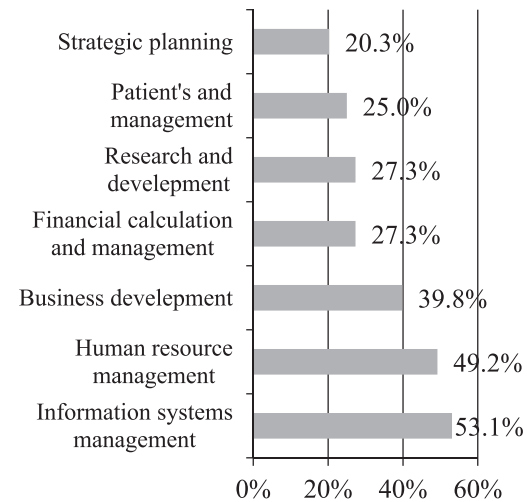 Strategic planning 20.3%
Patient's and
management 25.0%
Research and
develepment 27.3%
Financial calculation
and management 27.3%
Business develepment 39.8%
Human resource
management 49.2%
Information systems
management 53.1%
0% 20% 40% 60%